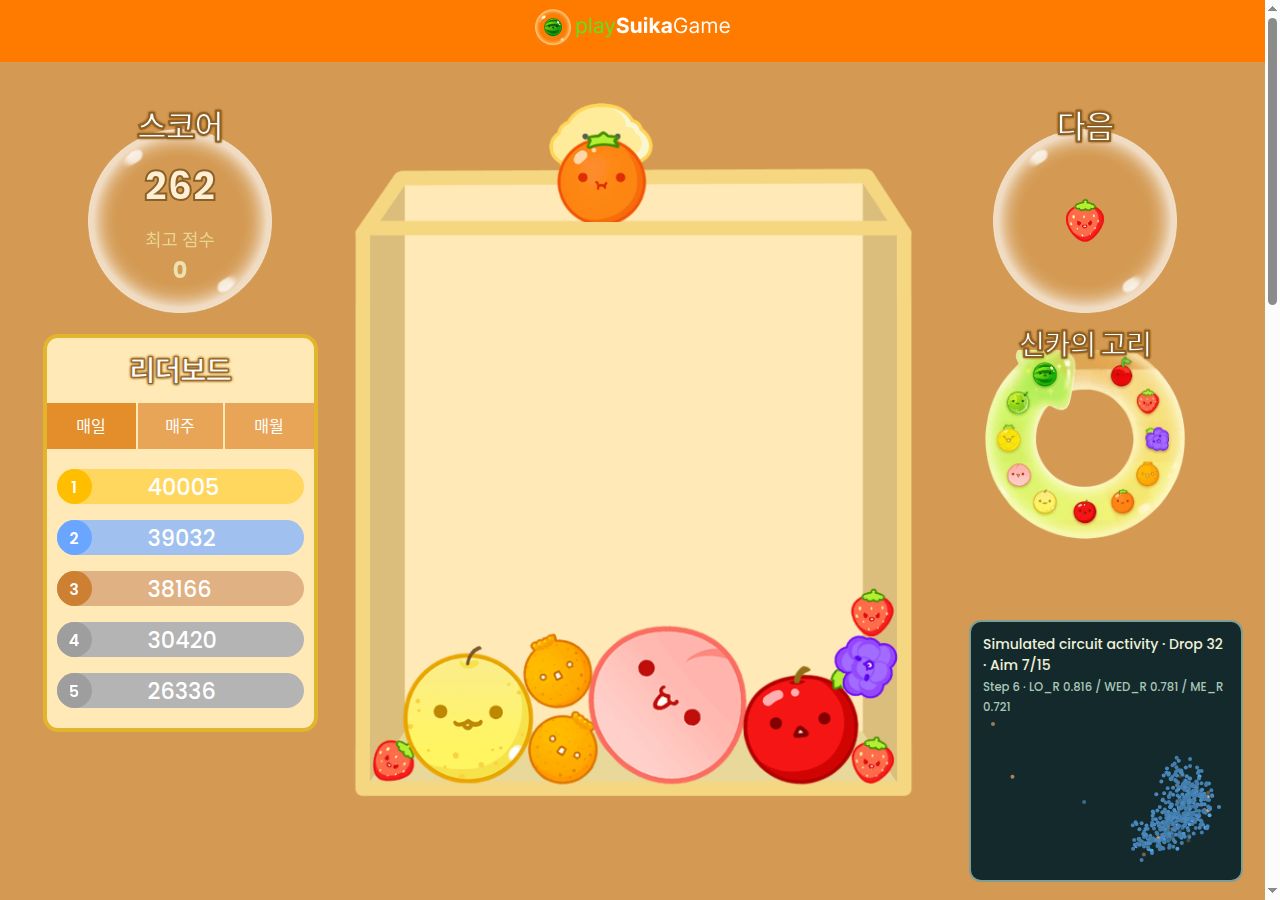 playSuikaGame
스코어
262
최고 점수
0
다음
신카의 고리
리더보드
매일 매주 매월
1 40005
2 39032
3 38166
4 30420
5 26336
Simulated circuit activity · Drop 32
· Aim 7/15
Step 6 · LO_R 0.816 / WED_R 0.781 / ME_R
0.721